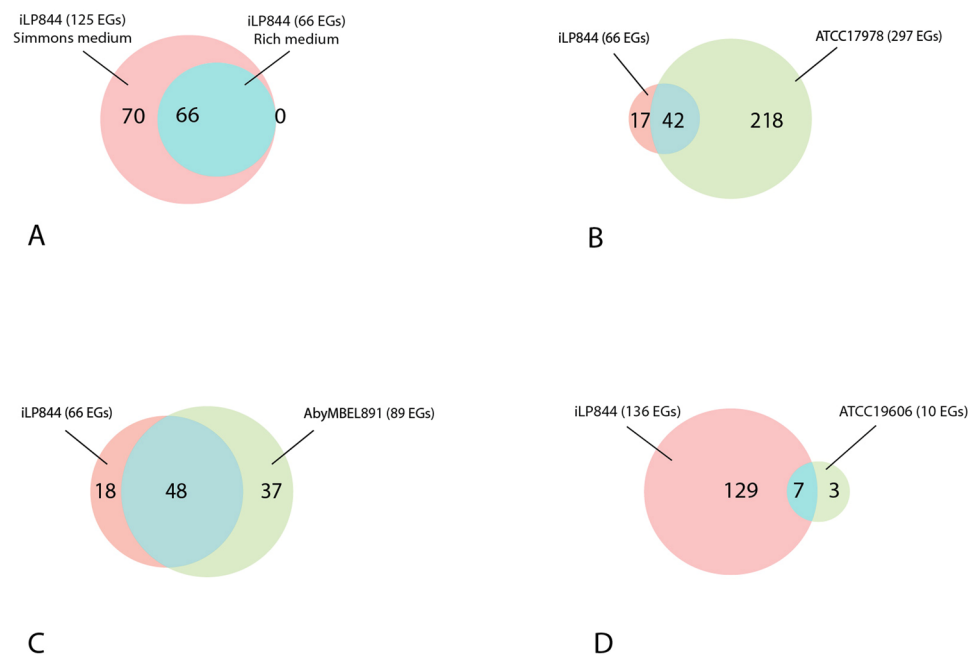 iLP844 (125 EGs)
Simmons medium
iLP844 (66 EGs)
Rich medium
70
66
0
A
iLP844 (66 EGs)
ATCC17978 (297 EGs)
17
42
218
B
iLP844 (66 EGs)
AbyMBEL891 (89 EGs)
18
48
37
C
iLP844 (136 EGs)
ATCC19606 (10 EGs)
129
7
3
D